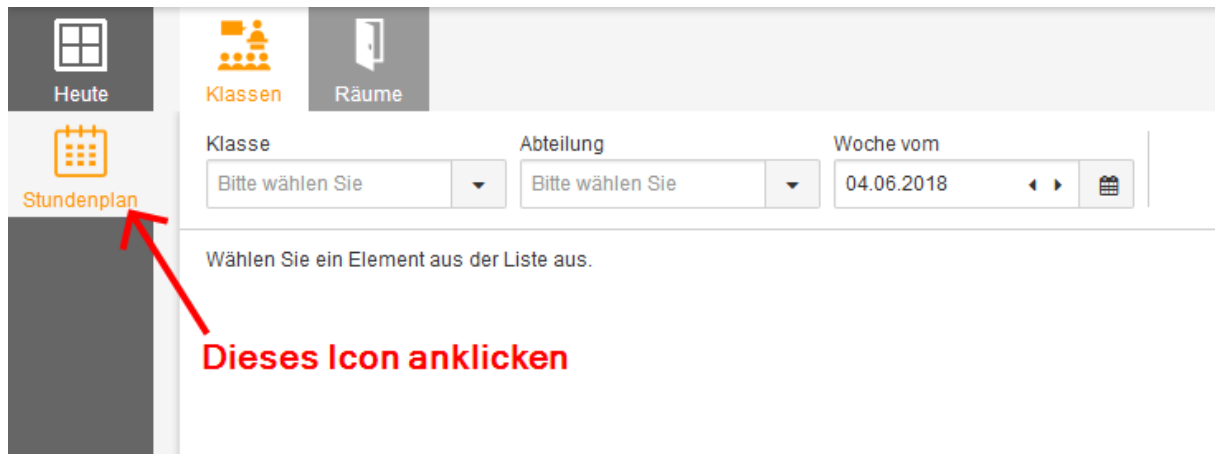 Heute
Klassen
Räume
Stundenplan
Klasse
Abteilung
Woche vom
Bitte wählen Sie
Bitte wählen Sie
04.06.2018
Wählen Sie ein Element aus der Liste aus.
Dieses Icon anklicken